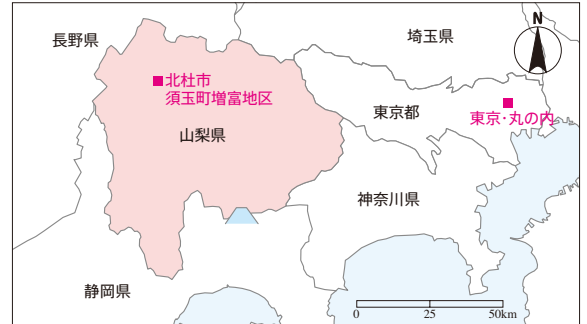 長野県
埼玉県
N
北杜市
須玉町増富地区
東京都
東京・丸の内
山梨県
神奈川県
静岡県
0 25 50km